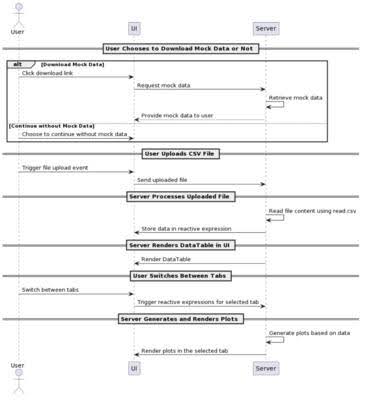 User
UI
Server
User Chooses to Download Mock Data or Not
alt
[Download Mock Data]
Click download link
Request mock data
Retrieve mock data
Provide mock data to user
[Continue without Mock Data]
Choose to continue without mock data
User Uploads CSV File
Trigger file upload event
Send uploaded file
Server Processes Uploaded File
Read file content using read.csv
Store data in reactive expression
Server Renders DataTable in UI
Render DataTable
User Switches Between Tabs
Switch between tabs
Trigger reactive expressions for selected tab
Server Generates and Renders Plots
Generate plots based on data
Render plots in the selected tab
User
UI
Server